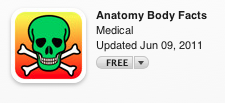 Anatomy Body Facts
Medical
Updated Jun 09, 2011
FREE